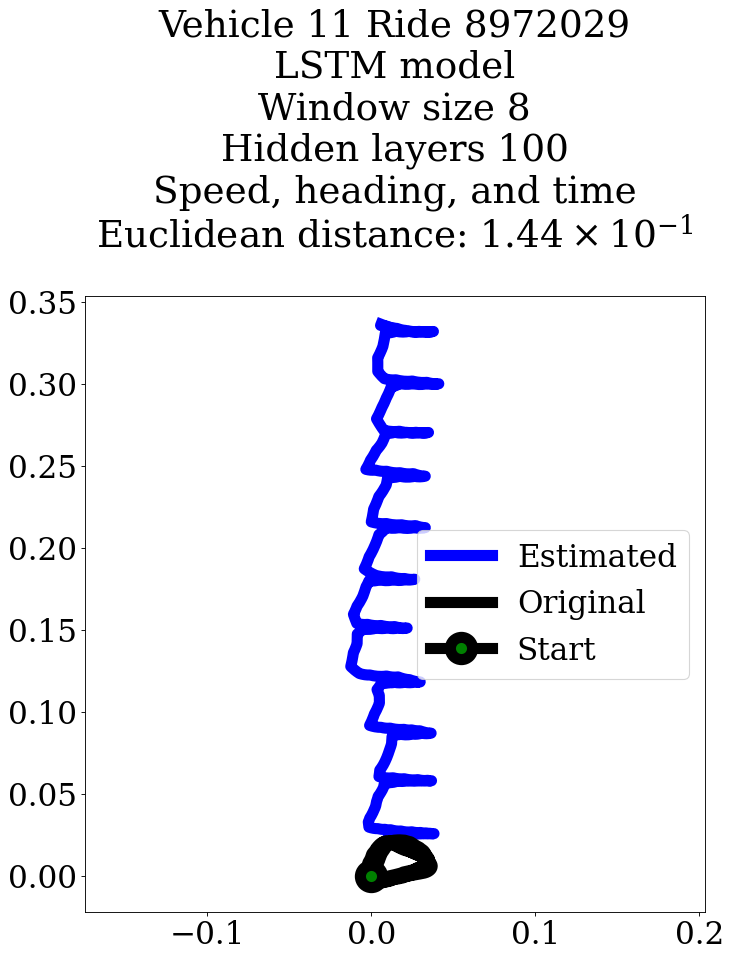 Vehicle 11 Ride 8972029
LSTM model
Window size 8
Hidden layers 100
Speed, heading, and time
Euclidean distance: 1.44 × 10⁻¹
0.35
0.30
0.25
0.20
0.15
0.10
0.05
0.00
Estimated
Original
Start
−0.1 0.0 0.1 0.2